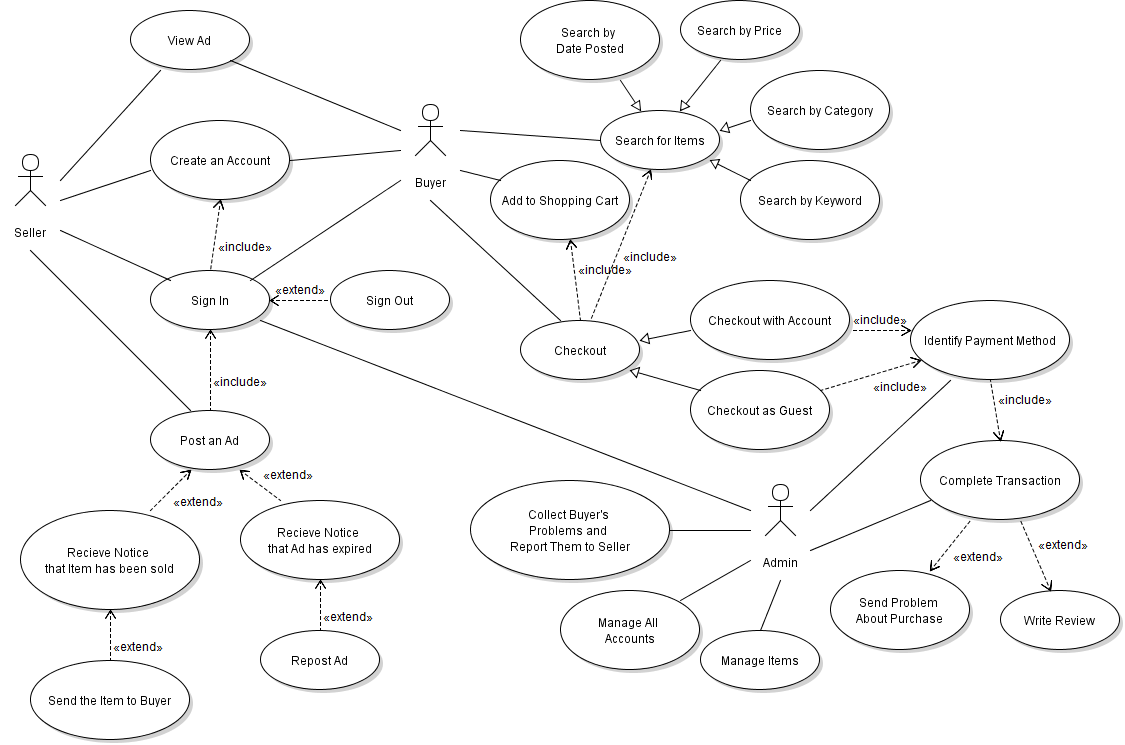 View Ad
Search by
Date Posted
Search by Price
Search by Category
Create an Account
Buyer
Search for Items
Seller
Add to Shopping Cart
Search by Keyword
«include»
«include»
«include»
Sign In
«extend»
Sign Out
Checkout
Checkout with Account
«include»
Identify Payment Method
«include»
«include»
Checkout as Guest
«include»
Post an Ad
«extend»
«extend»
Complete Transaction
Collect Buyer's
Problems and
Report Them to Seller
Recieve Notice
that Item has been sold
Recieve Notice
that Ad has expired
Admin
«extend»
«extend»
Send Problem
About Purchase
Write Review
Manage All
Accounts
Manage Items
«extend»
«extend»
Repost Ad
Send the Item to Buyer